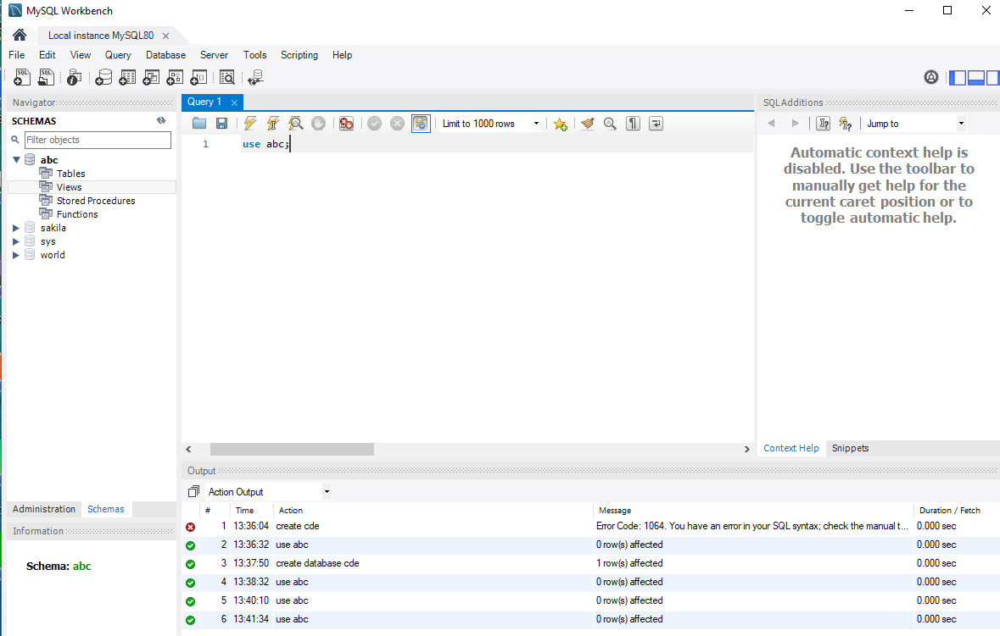 MySQL Workbench
Local instance MySQL80
File Edit View Query Database Server Tools Scripting Help
Navigator
SCHEMAS
Filter objects
abc
Tables
Views
Stored Procedures
Functions
sakila
sys
world
Administration Schemas
Information
Schema: abc
Query 1
Limit to 1000 rows
1 use abc;
SQLAdditions
Jump to
Automatic context help is
disabled. Use the toolbar to
manually get help for the
current caret position or to
toggle automatic help.
Context Help Snippets
Output
Action Output
# Time Action Message Duration / Fetch
1 13:36:04 create cde Error Code: 1064. You have an error in your SQL syntax; check the manual t... 0.000 sec
2 13:36:32 use abc 0 row(s) affected 0.000 sec
3 13:37:50 create database cde 1 row(s) affected 0.000 sec
4 13:38:32 use abc 0 row(s) affected 0.000 sec
5 13:40:10 use abc 0 row(s) affected 0.000 sec
6 13:41:34 use abc 0 row(s) affected 0.000 sec